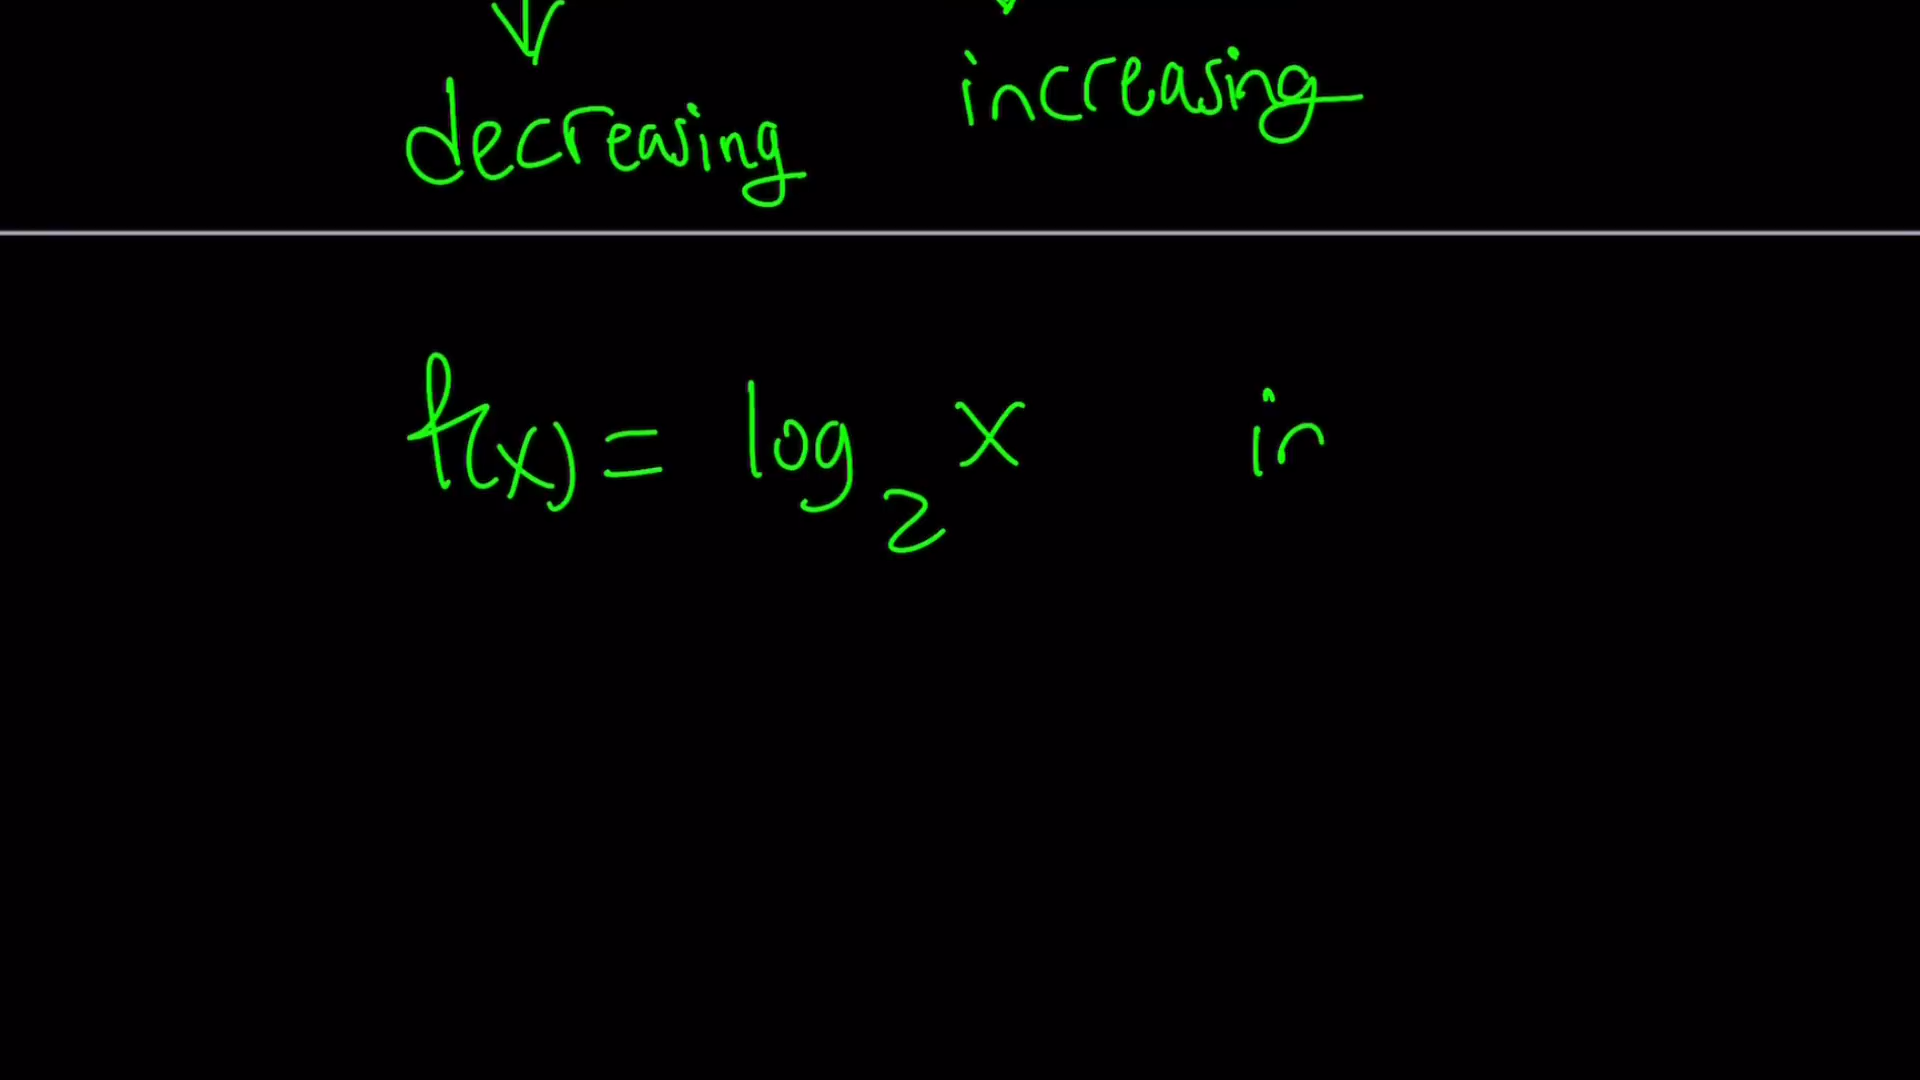 decreasing increasing
f(x) = log₂ x in